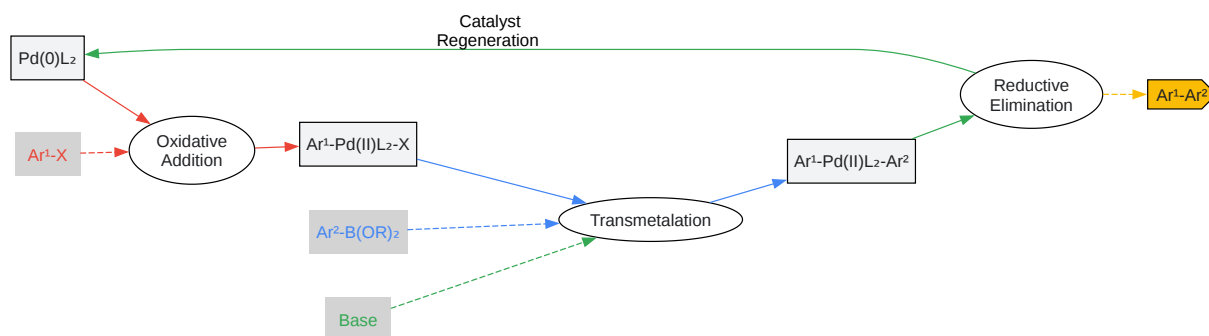 Catalyst
Regeneration
Pd(0)L₂
Reductive
Elimination
Ar¹-Ar²
Oxidative
Addition
Ar¹-Pd(II)L₂-X
Ar¹-X
Ar¹-Pd(II)L₂-Ar²
Transmetalation
Ar²-B(OR)₂
Base